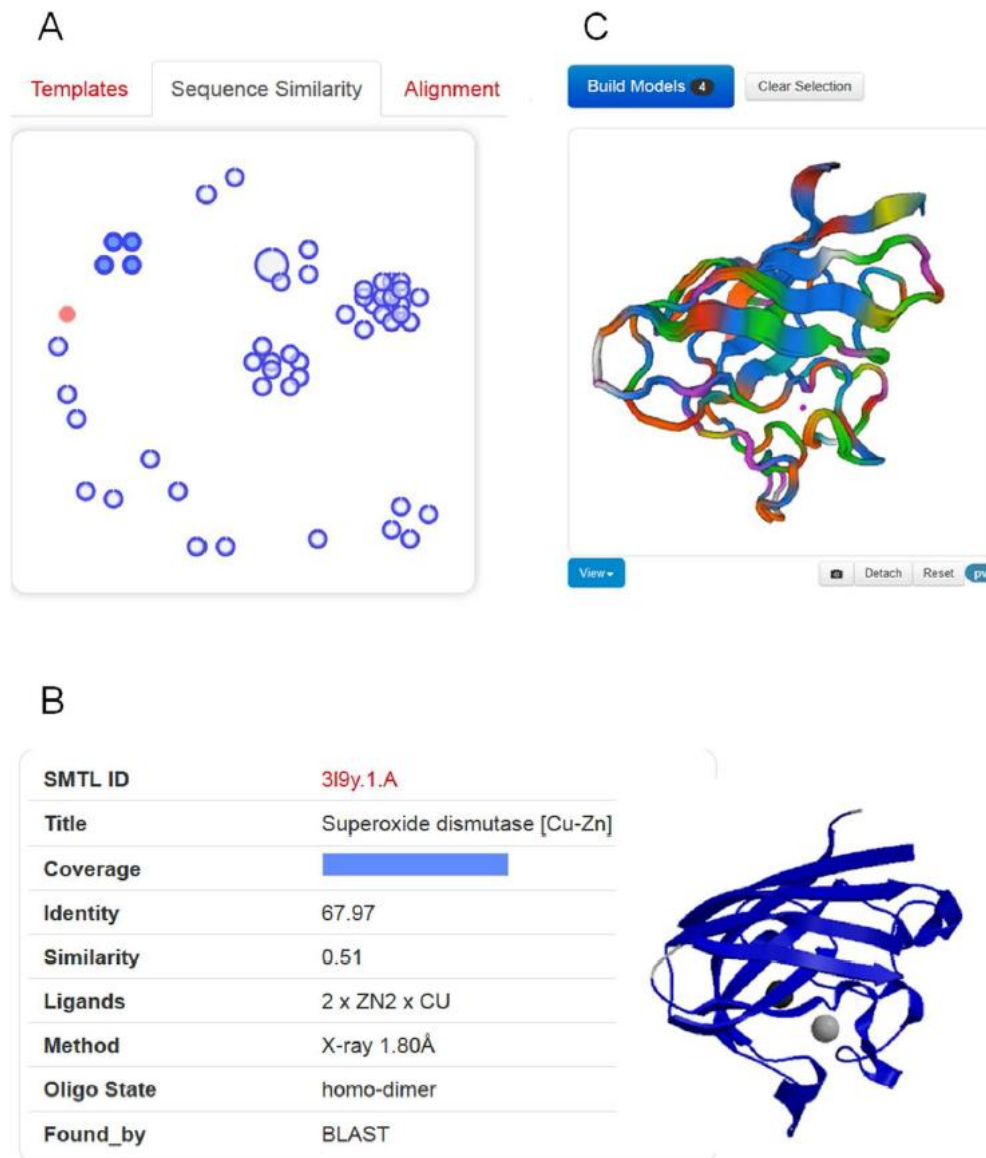 A
Templates
Sequence Similarity
Alignment
C
Build Models 4
Clear Selection
View
Detach
Reset
B
SMTL ID 3l9y.1.A
Title Superoxide dismutase [Cu-Zn]
Coverage
Identity 67.97
Similarity 0.51
Ligands 2 x ZN2 x CU
Method X-ray 1.80Å
Oligo State homo-dimer
Found_by BLAST